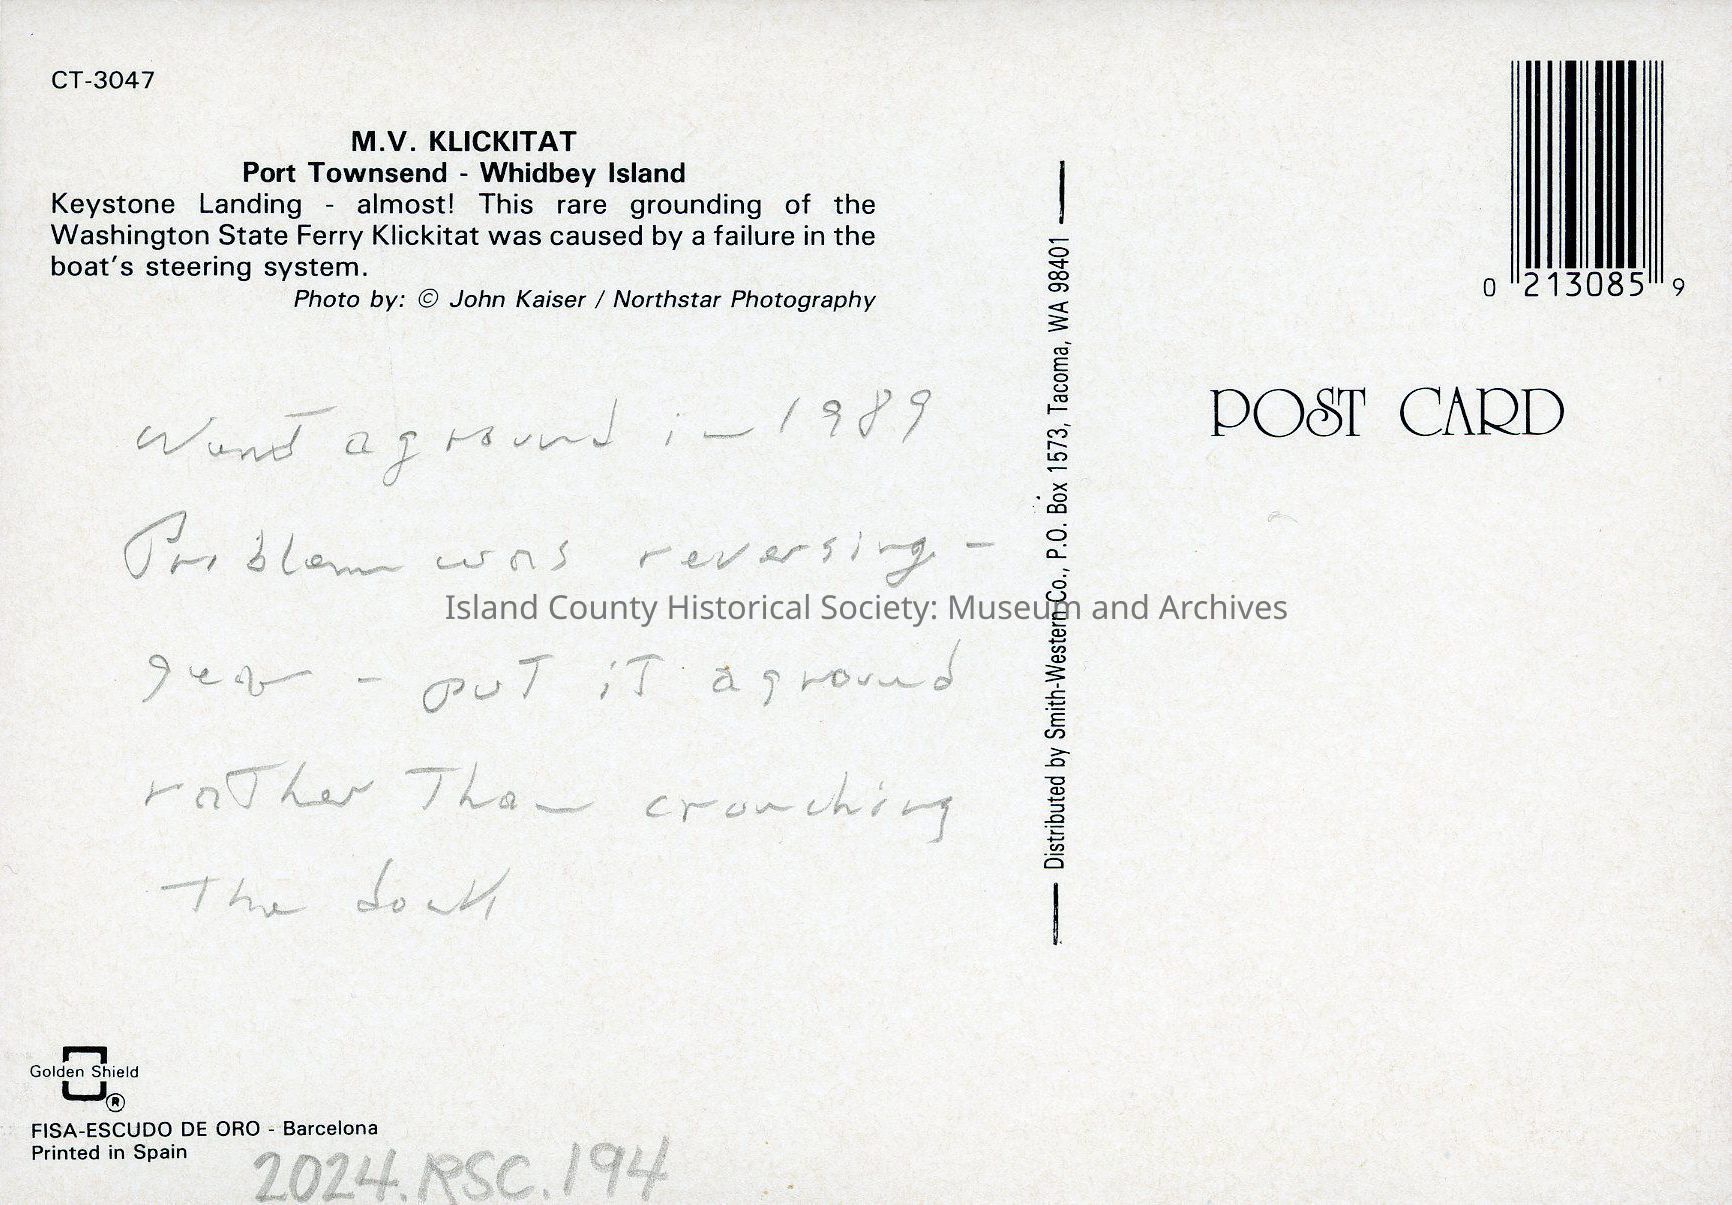 CT-3047
M.V. KLICKITAT
Port Townsend - Whidbey Island
Keystone Landing - almost! This rare grounding of the
Washington State Ferry Klickitat was caused by a failure in the
boat's steering system.
Photo by: © John Kaiser / Northstar Photography
Went aground in 1989
Problem was reversing -
gear - put it aground
rather than crunching
The dock
Golden Shield
®
FISA-ESCUDO DE ORO - Barcelona
Printed in Spain
2024.RSC.194
Distributed by Smith-Western Co., P.O. Box 1573, Tacoma, WA 98401
0 213085 9
POST CARD
Island County Historical Society: Museum and Archives